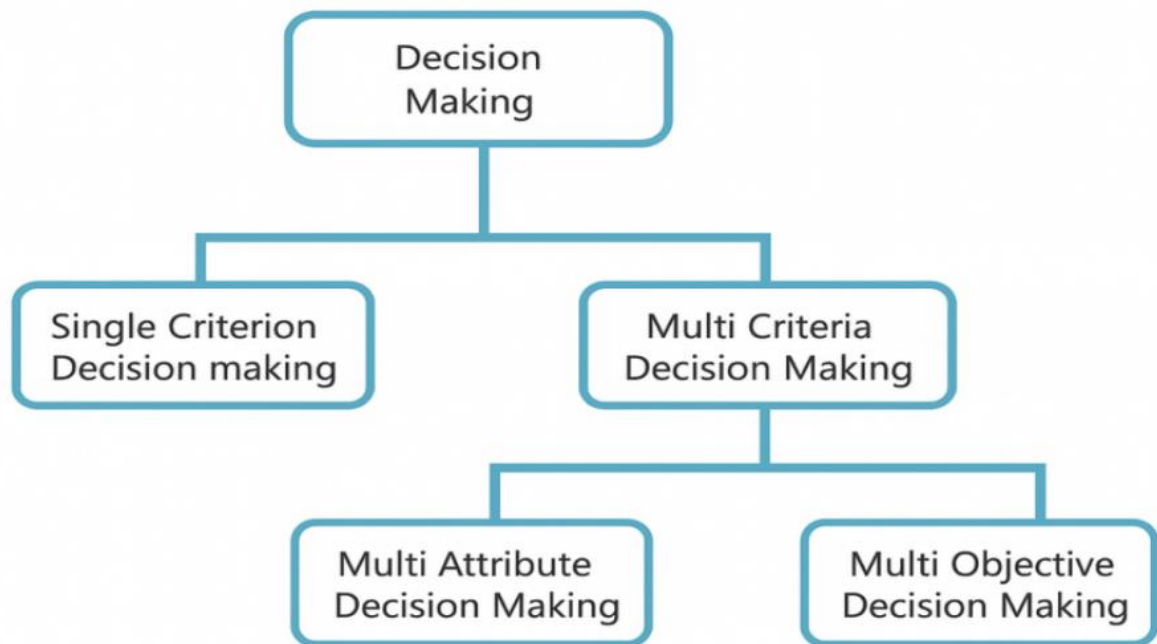 Decision
Making
Single Criterion
Decision making
Multi Criteria
Decision Making
Multi Attribute
Decision Making
Multi Objective
Decision Making